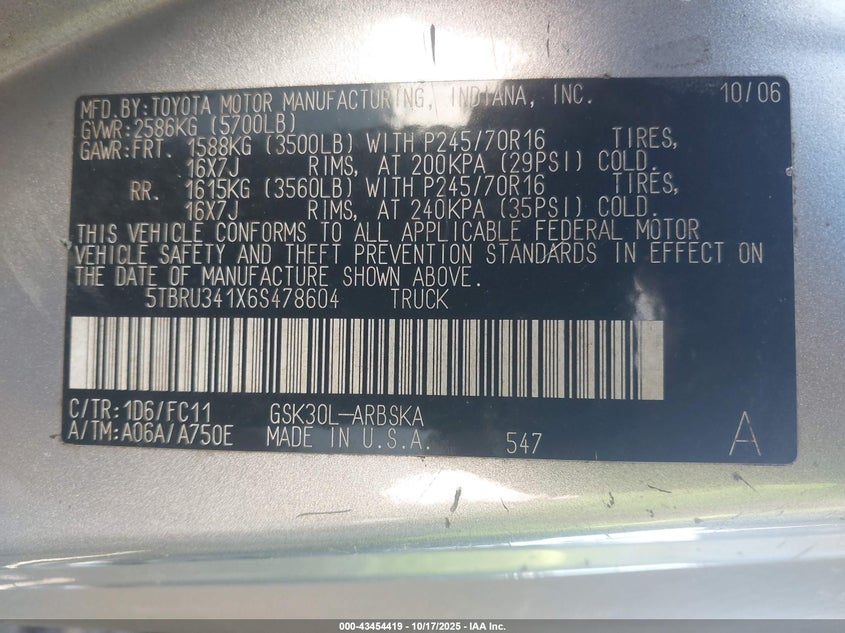 MFD.BY:TOYOTA MOTOR MANUFACTURING, INDIANA, INC. 10/06
GVWR:2586KG (5700LB)
GAWR:FRT. 1588KG (3500LB) WITH P245/70R16 TIRES,
16X7J RIMS, AT 200KPA (29PSI) COLD.
RR. 1615KG (3560LB) WITH P245/70R16 TIRES,
16X7J RIMS, AT 240KPA (35PSI) COLD.
THIS VEHICLE CONFORMS TO ALL APPLICABLE FEDERAL MOTOR
VEHICLE SAFETY AND THEFT PREVENTION STANDARDS IN EFFECT ON
THE DATE OF MANUFACTURE SHOWN ABOVE.
5TBRU341X6S478604 TRUCK
C/TR:1D6/FC11 GSK30L-ARBSKA
A/TM:A06A/A750E MADE IN U.S.A. 547 A
000-43454419 - 10/17/2025 - IAA Inc.